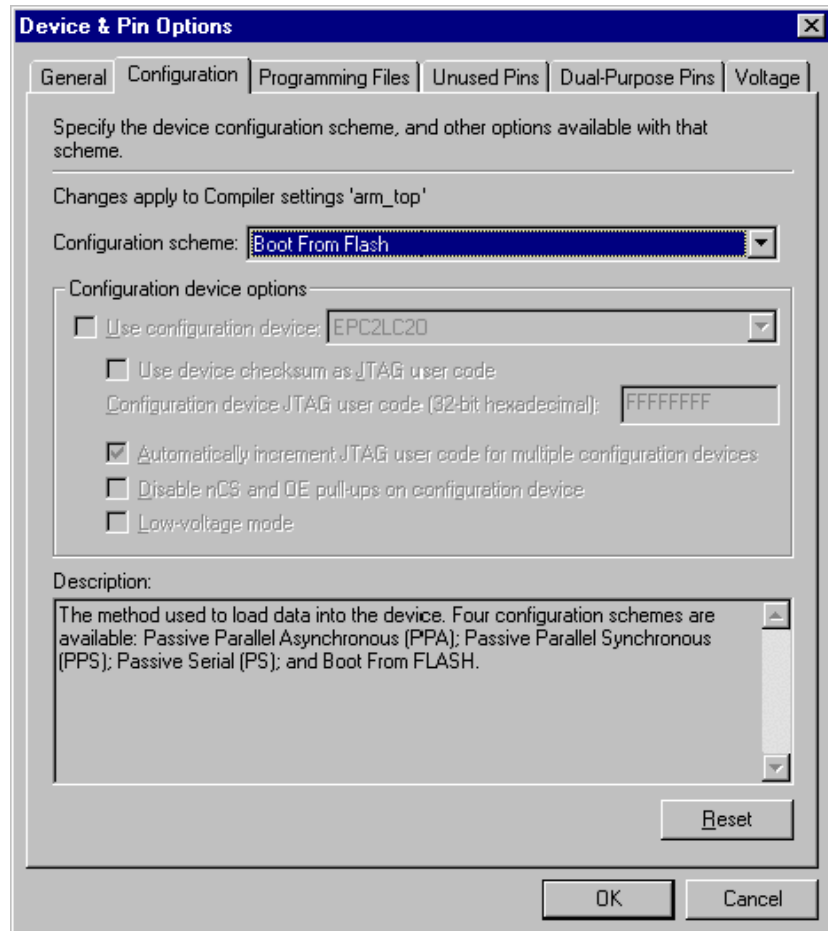 Device & Pin Options
General Configuration Programming Files Unused Pins Dual-Purpose Pins Voltage
Specify the device configuration scheme, and other options available with that
scheme.
Changes apply to Compiler settings 'arm_top'
Configuration scheme: Boot From Flash
Configuration device options
Use configuration device: EPC2LC20
Use device checksum as JTAG user code
Configuration device JTAG user code (32-bit hexadecimal): FFFFFFFF
Automatically increment JTAG user code for multiple configuration devices
Disable nCS and OE pull-ups on configuration device
Low-voltage mode
Description:
The method used to load data into the device. Four configuration schemes are
available: Passive Parallel Asynchronous (PPA); Passive Parallel Synchronous
(PPS); Passive Serial (PS); and Boot From FLASH.
Reset
OK Cancel